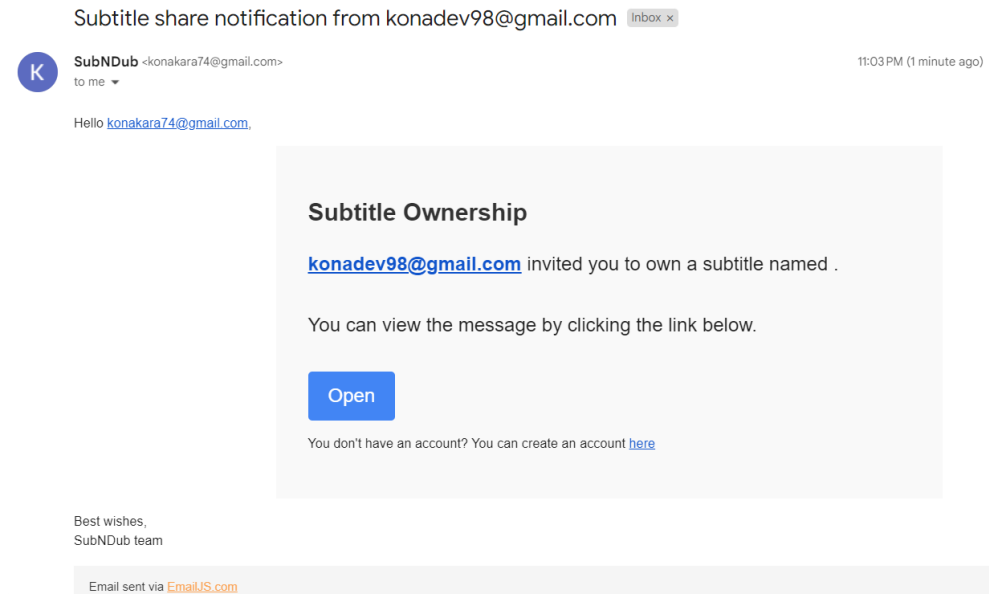 Subtitle share notification from konadev98@gmail.com Inbox ×
K
SubNDub <konakara74@gmail.com> 11:03 PM (1 minute ago)
to me
Hello konakara74@gmail.com,
Subtitle Ownership
konadev98@gmail.com invited you to own a subtitle named .
You can view the message by clicking the link below.
Open
You don't have an account? You can create an account here
Best wishes,
SubNDub team
Email sent via EmailJS.com